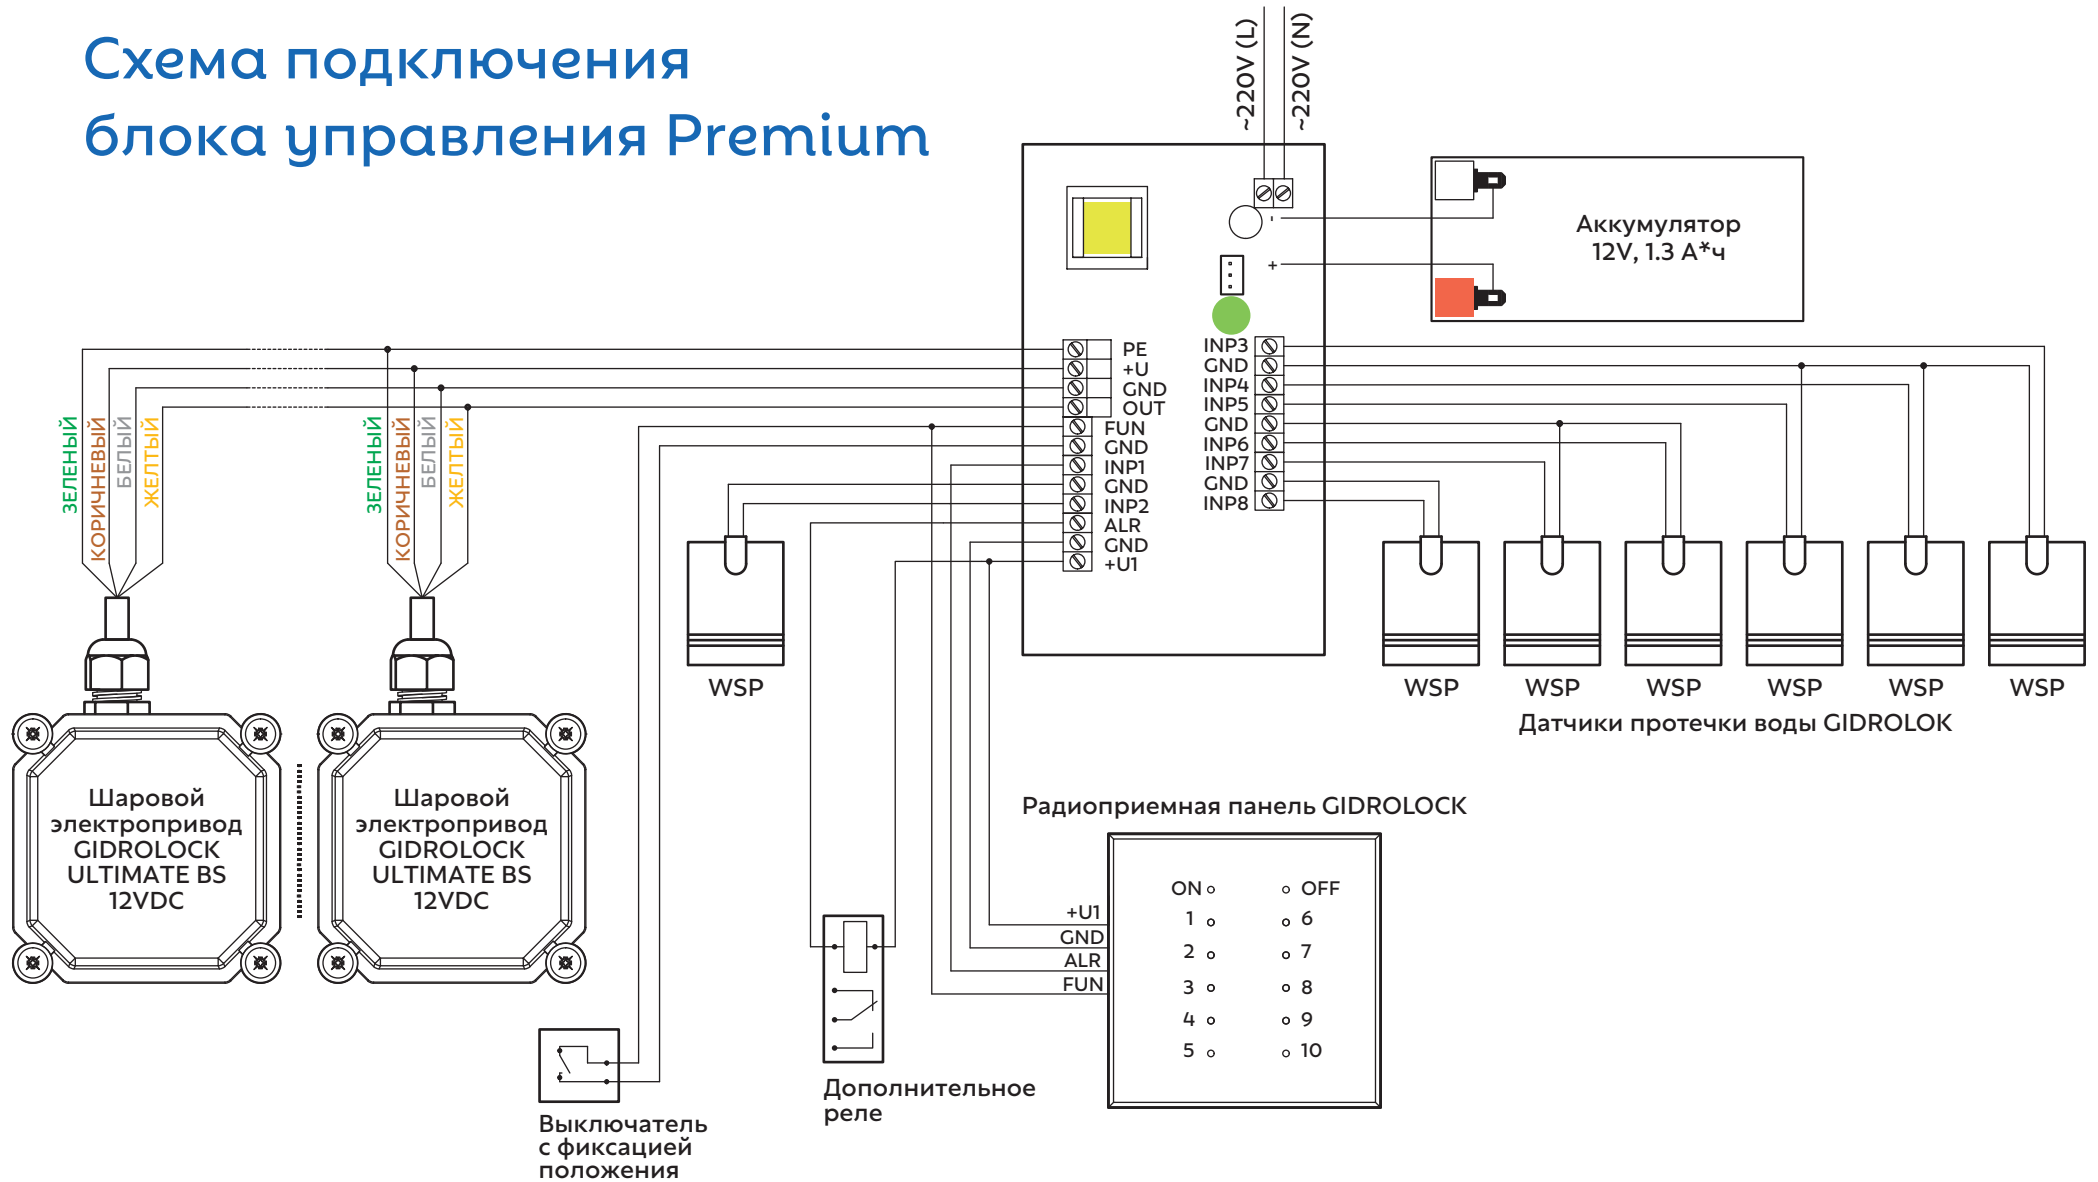 Схема подключения
блока управления Premium
~220V (L)
~220V (N)
-
+
Аккумулятор
12V, 1.3 А*ч
PE
+U
GND
OUT
FUN
GND
INP1
GND
INP2
ALR
GND
+U1
INP3
GND
INP4
INP5
GND
INP6
INP7
GND
INP8
ЗЕЛЕНЫЙ
КОРИЧНЕВЫЙ
БЕЛЫЙ
ЖЕЛТЫЙ
ЗЕЛЕНЫЙ
КОРИЧНЕВЫЙ
БЕЛЫЙ
ЖЕЛТЫЙ
WSP
WSP
WSP
WSP
WSP
WSP
WSP
Датчики протечки воды GIDROLOK
Шаровой
электропривод
GIDROLOCK
ULTIMATE BS
12VDC
Шаровой
электропривод
GIDROLOCK
ULTIMATE BS
12VDC
Радиоприемная панель GIDROLOCK
+U1
GND
ALR
FUN
ON OFF
1 6
2 7
3 8
4 9
5 10
Дополнительное
реле
Выключатель
с фиксацией
положения